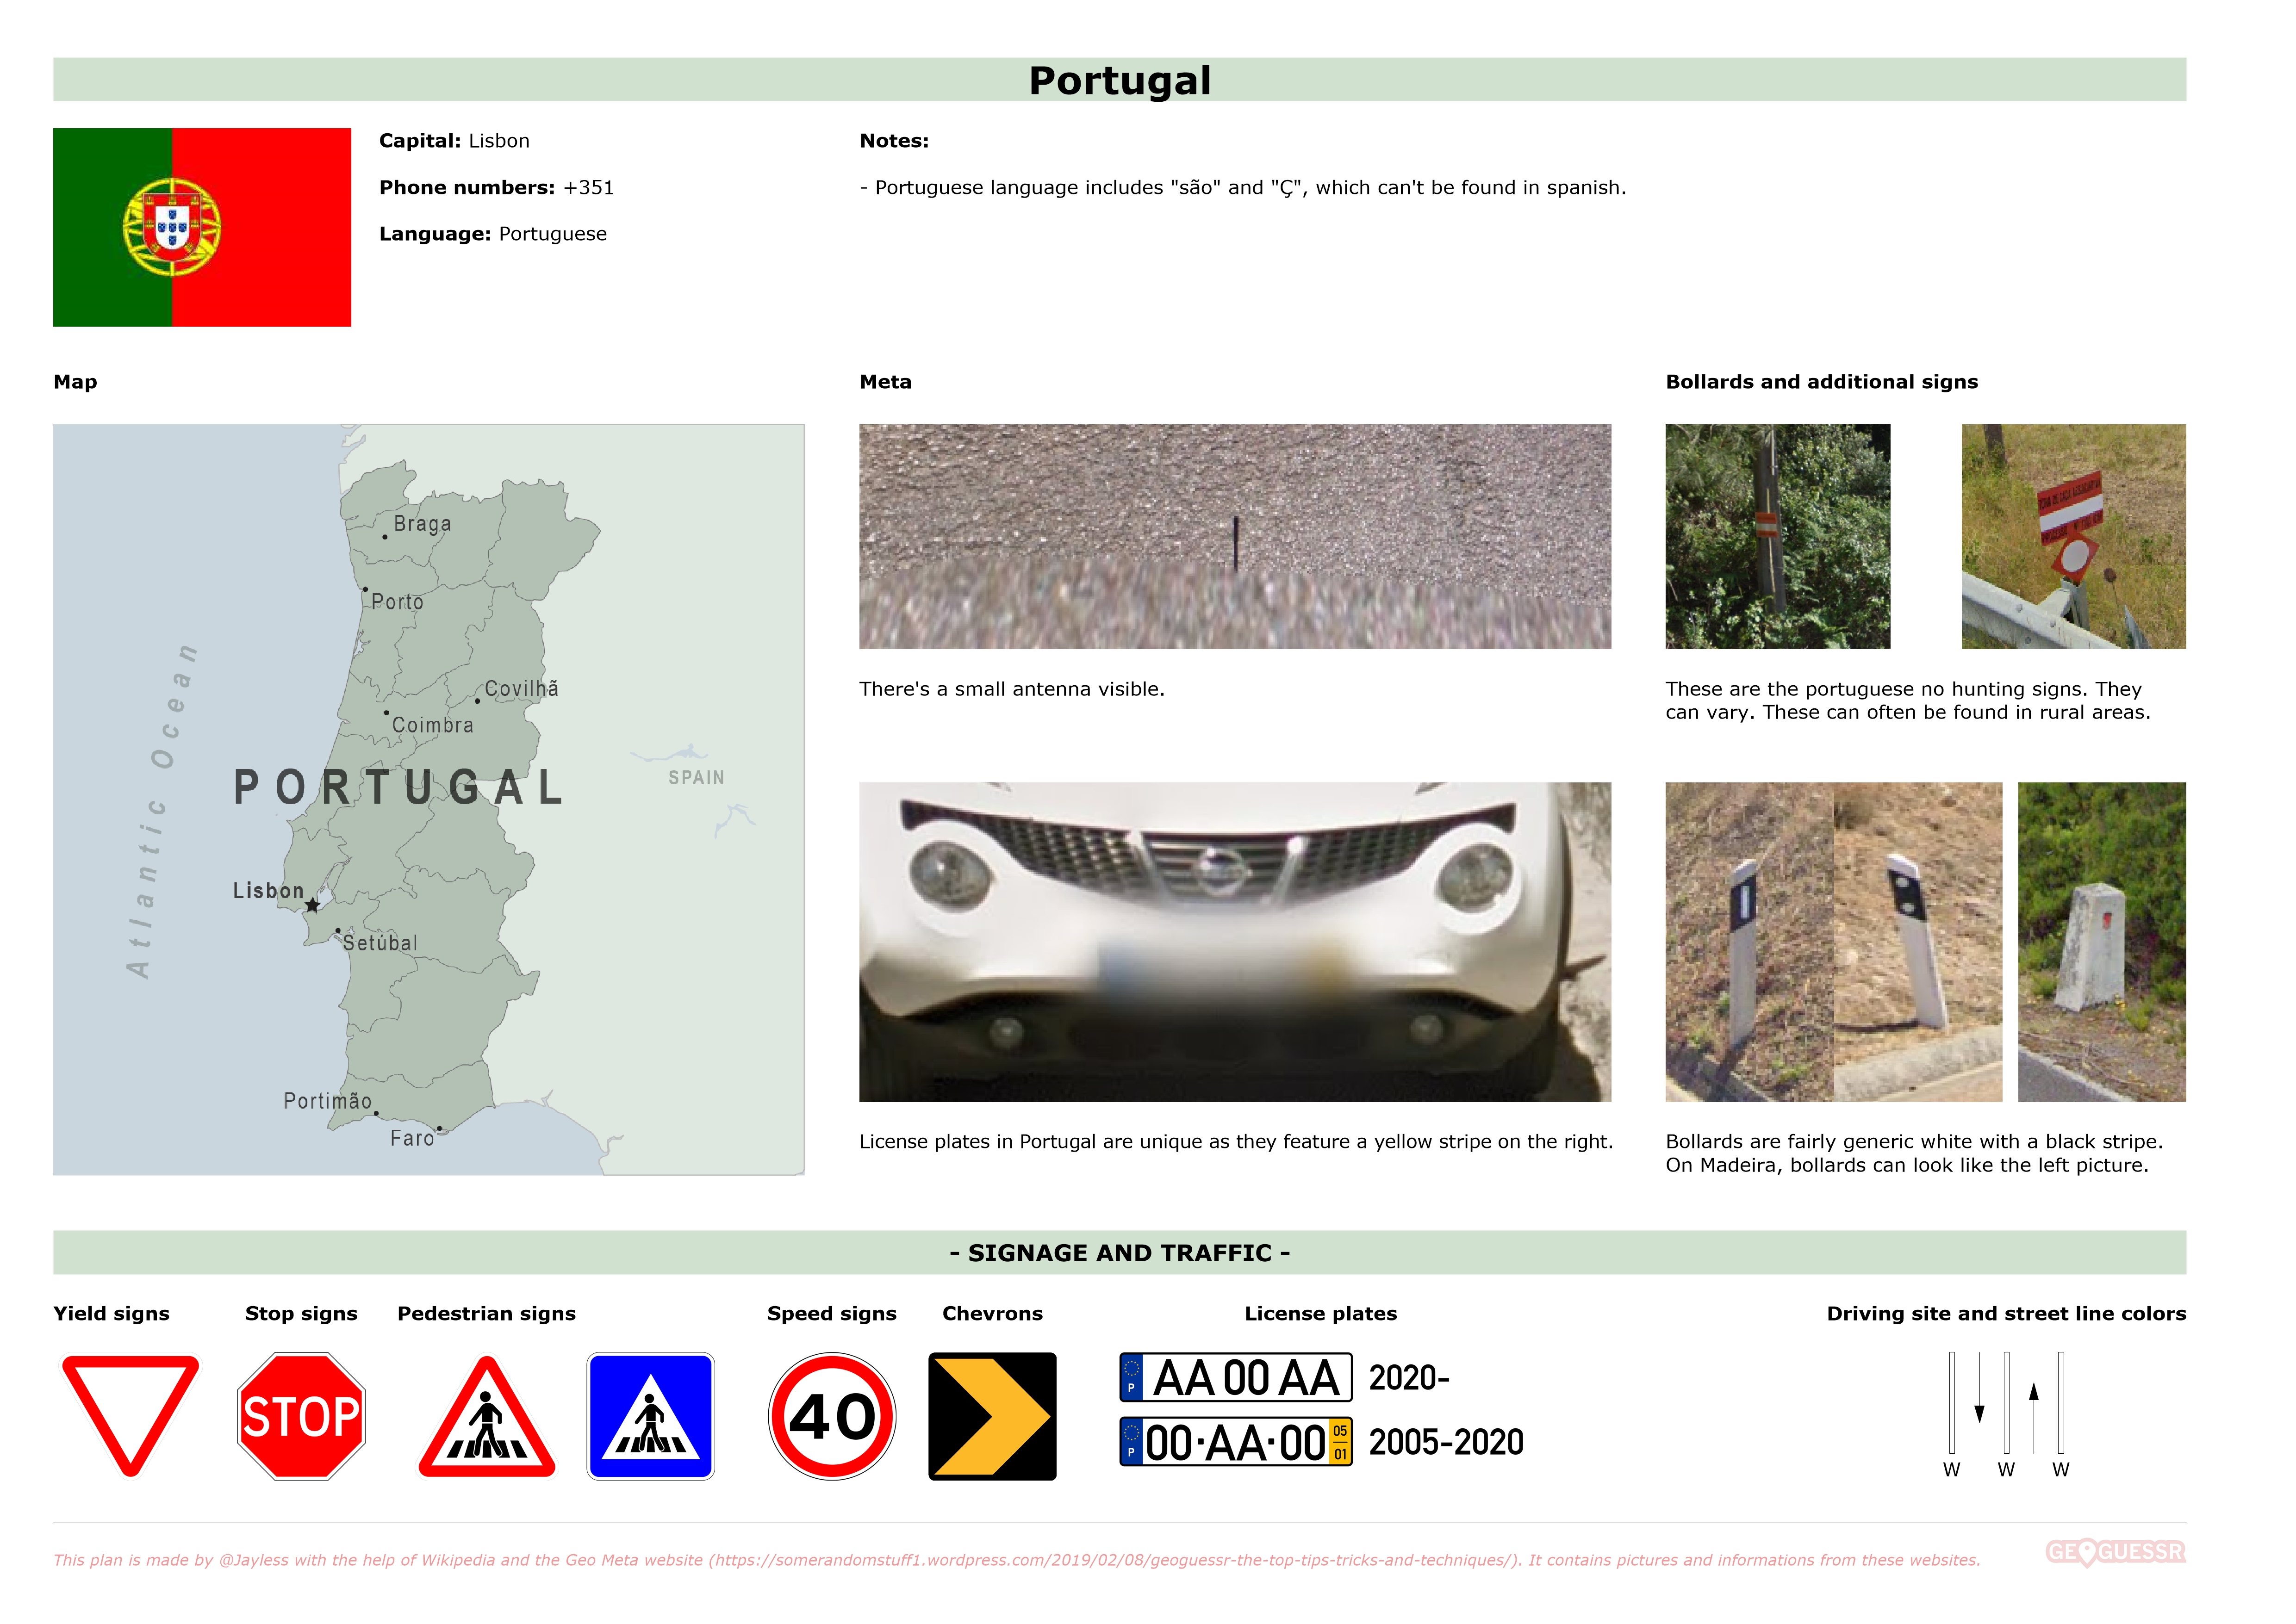 Portugal
Capital: Lisbon
Phone numbers: +351
Language: Portuguese
Notes:
- Portuguese language includes "são" and "Ç", which can't be found in spanish.
Map
Atlantic Ocean
Braga
Porto
Covilhã
Coimbra
PORTUGAL
SPAIN
Lisbon
Setúbal
Portimão
Faro
Meta
There's a small antenna visible.
License plates in Portugal are unique as they feature a yellow stripe on the right.
Bollards and additional signs
These are the portuguese no hunting signs. They
can vary. These can often be found in rural areas.
Bollards are fairly generic white with a black stripe.
On Madeira, bollards can look like the left picture.
- SIGNAGE AND TRAFFIC -
Yield signs
Stop signs
STOP
Pedestrian signs
Speed signs
40
Chevrons
License plates
P AA 00 AA 2020-
P 00·AA·00 05 01 2005-2020
Driving site and street line colors
W W W
This plan is made by @Jayless with the help of Wikipedia and the Geo Meta website (https://somerandomstuff1.wordpress.com/2019/02/08/geoguessr-the-top-tips-tricks-and-techniques/). It contains pictures and informations from these websites.
GEOGUESSR